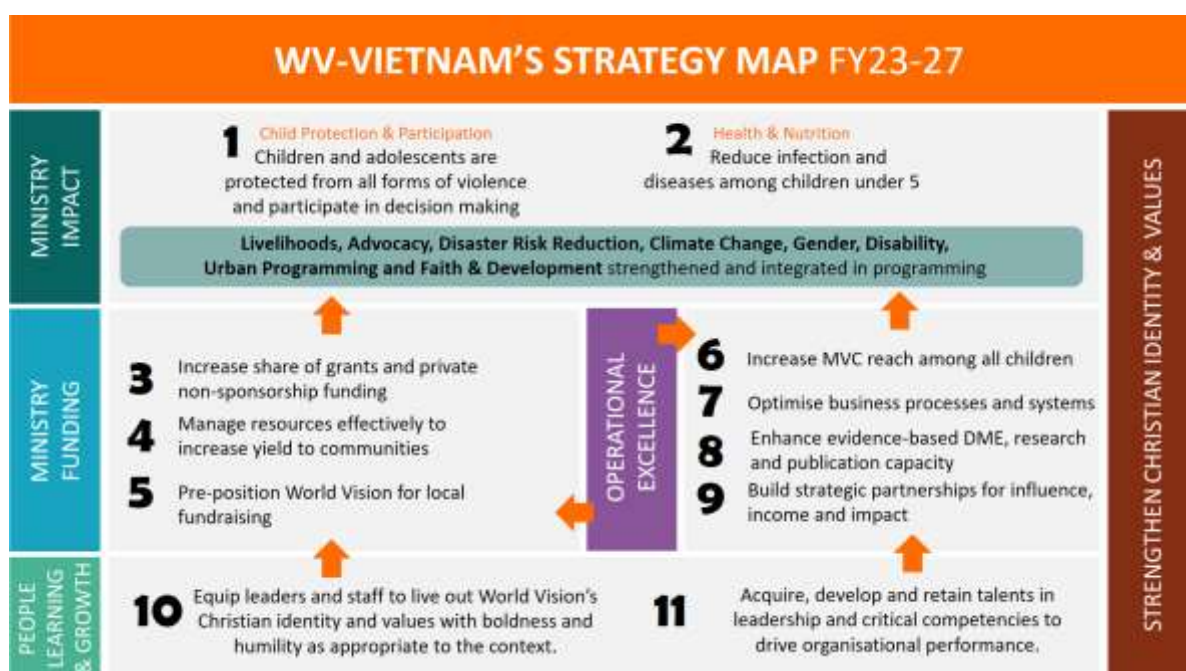 WV-VIETNAM'S STRATEGY MAP FY23-27
MINISTRY
IMPACT
1
Child Protection & Participation
Children and adolescents are
protected from all forms of violence
and participate in decision making
2
Health & Nutrition
Reduce infection and
diseases among children under 5
Livelihoods, Advocacy, Disaster Risk Reduction, Climate Change, Gender, Disability,
Urban Programming and Faith & Development strengthened and integrated in programming
MINISTRY
FUNDING
3
Increase share of grants and private
non-sponsorship funding
4
Manage resources effectively to
increase yield to communities
5
Pre-position World Vision for local
fundraising
OPERATIONAL
EXCELLENCE
6
Increase MVC reach among all children
7
Optimise business processes and systems
8
Enhance evidence-based DME, research
and publication capacity
9
Build strategic partnerships for influence,
income and impact
PEOPLE
LEARNING
& GROWTH
10
Equip leaders and staff to live out World Vision's
Christian identity and values with boldness and
humility as appropriate to the context.
11
Acquire, develop and retain talents in
leadership and critical competencies to
drive organisational performance.
STRENGTHEN CHRISTIAN IDENTITY & VALUES